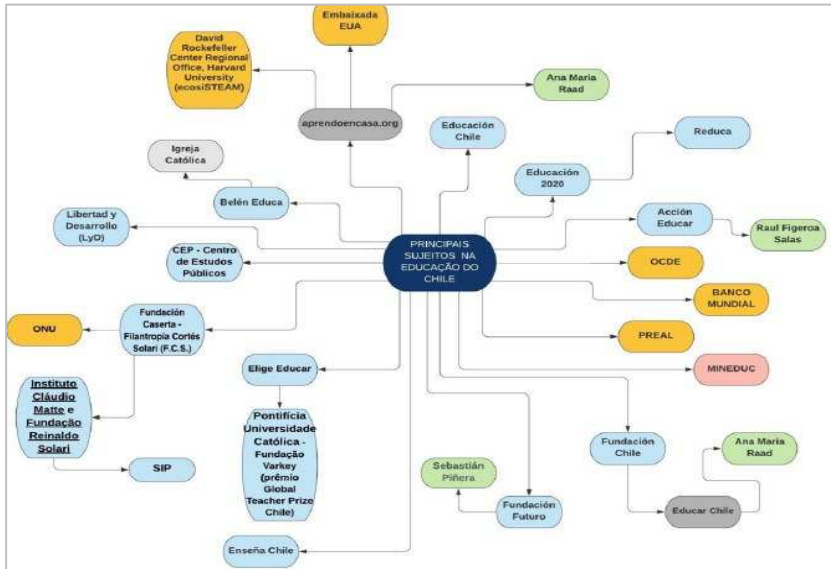 Embaixada
EUA
David
Rockefeller
Center Regional
Office, Harvard
University
(ecosiSTEAM)
Ana Maria
Raad
aprendoencasa.org
Educación
Chile
Reduca
Igreja
Católica
Educación
2020
Belén Educa
Libertad y
Desarrollo
(LyD)
Acción
Educar
Raul Figeroa
Salas
CEP - Centro
de Estudos
Públicos
PRINCIPAIS
SUJEITOS NA
EDUCAÇÃO DO
CHILE
OCDE
BANCO
MUNDIAL
ONU
Fundación
Caserta -
Filantropía Cortés
Solari (F.C.S.)
PREAL
Elige Educar
MINEDUC
Instituto
Cláudio
Matte e
Fundação
Reinaldo
Solari
SIP
Pontifícia
Universidade
Católica -
Fundação
Varkey
(prêmio
Global
Teacher Prize
Chile)
Sebastián
Piñera
Fundación
Chile
Ana Maria
Raad
Fundación
Futuro
Educar Chile
Enseña Chile